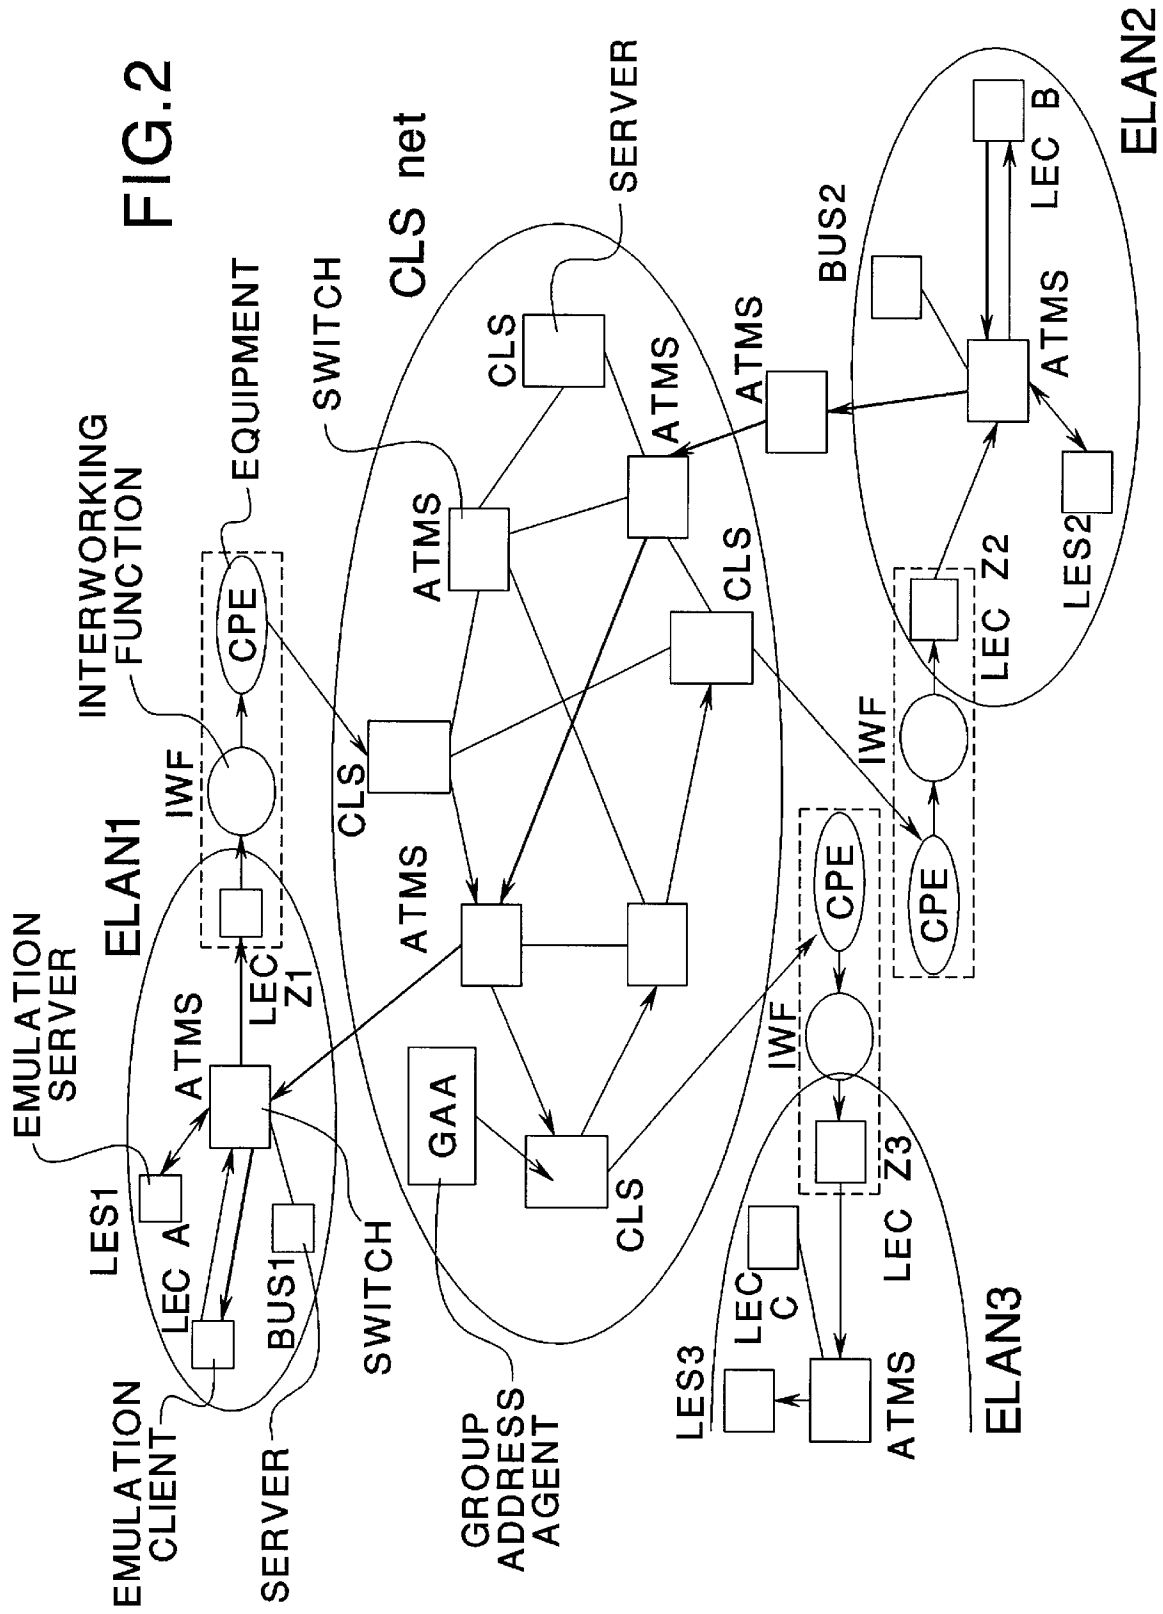 FIG.2
EMULATION
SERVER
ELAN1
INTERWORKING
FUNCTION
EQUIPMENT
LES1
ATMS
LEC
Z1
IWF
CPE
LEC A
EMULATION
CLIENT
BUS1
SERVER
SWITCH
SWITCH
CLS net
SERVER
CLS
ATMS
CLS
ATMS
ATMS
CLS
GAA
CLS
GROUP
ADDRESS
AGENT
ATMS
BUS2
LEC B
ATMS
LES2
LEC Z2
ELAN2
IWF
CPE
CPE
IWF
LEC Z3
LEC
C
LES3
ATMS
ELAN3